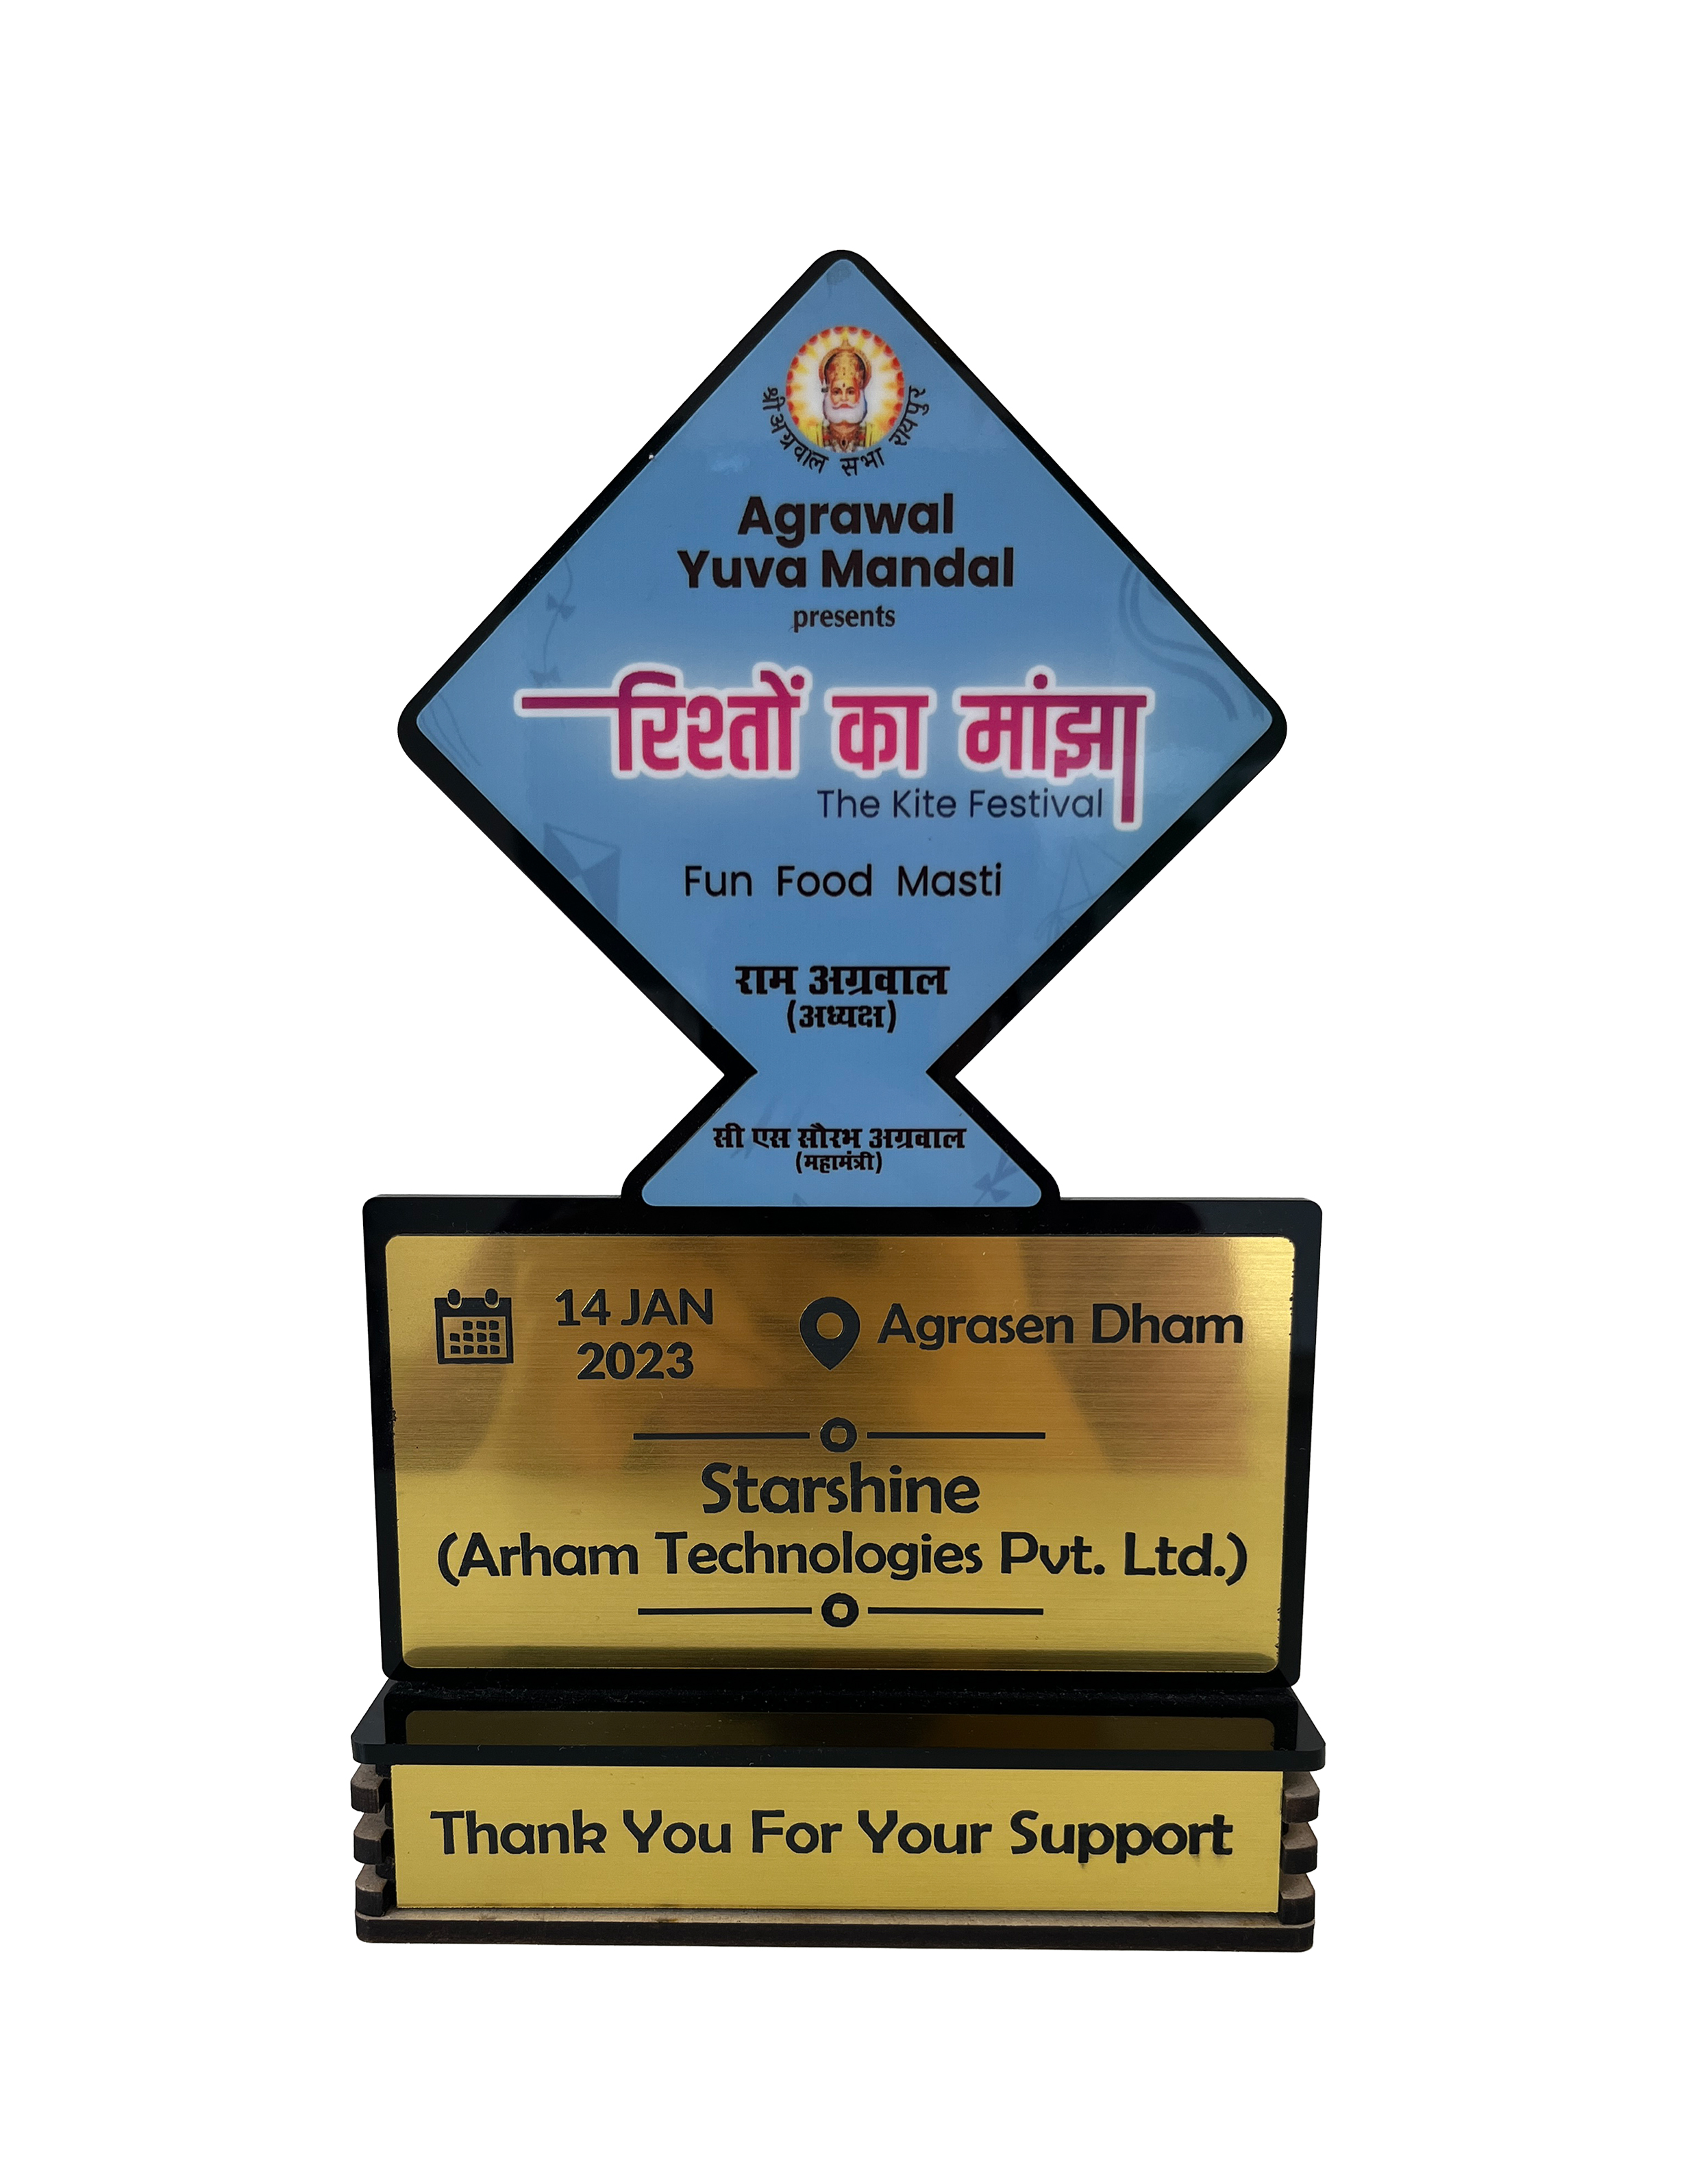 श्री अग्रवाल सभा रायपुर
Agrawal
Yuva Mandal
presents
रिश्तों का मांझा
The Kite Festival
Fun Food Masti
राम अग्रवाल
(अध्यक्ष)
सी एस सौरभ अग्रवाल
(महामंत्री)
14 JAN
2023
Agrasen Dham
Starshine
(Arham Technologies Pvt. Ltd.)
Thank You For Your Support